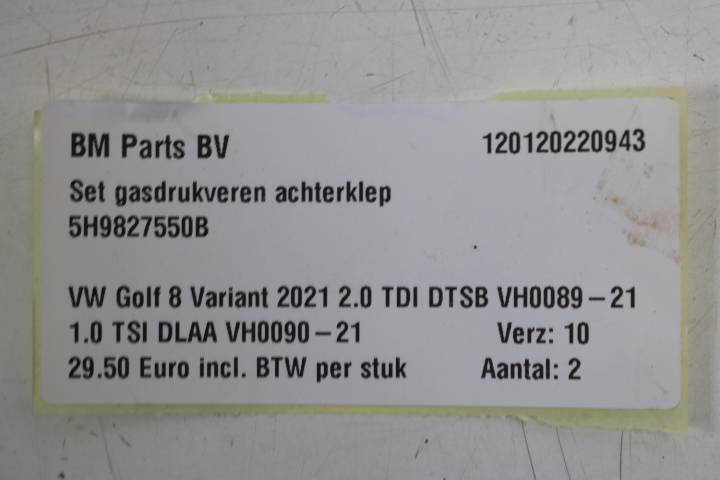 BM Parts BV 120120220943
Set gasdrukveren achterklep
5H9827550B
VW Golf 8 Variant 2021 2.0 TDI DTSB VH0089-21
1.0 TSI DLAA VH0090-21 Verz: 10
29.50 Euro incl. BTW per stuk Aantal: 2